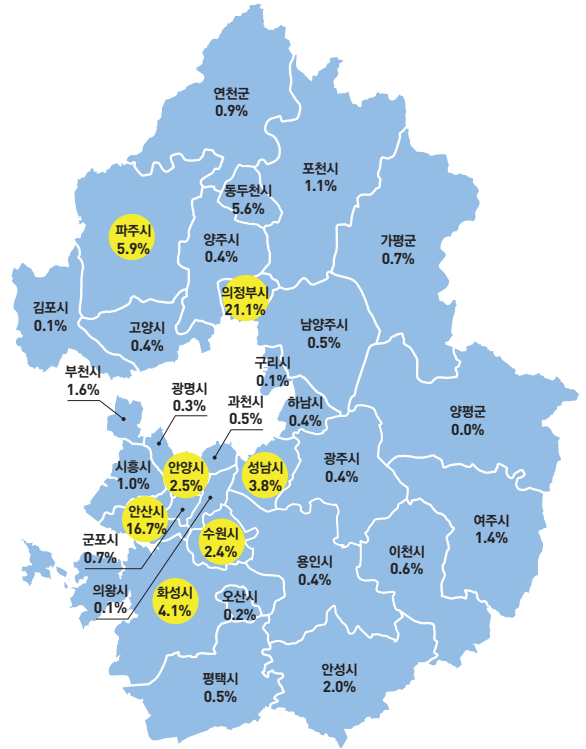 연천군
0.9%
포천시
1.1%
동두천시
5.6%
파주시
5.9%
양주시
0.4%
가평군
0.7%
의정부시
21.1%
김포시
0.1%
고양시
0.4%
남양주시
0.5%
구리시
0.1%
부천시
1.6%
광명시
0.3%
과천시
0.5%
하남시
0.4%
양평군
0.0%
시흥시
1.0%
안양시
2.5%
성남시
3.8%
광주시
0.4%
안산시
16.7%
여주시
1.4%
군포시
0.7%
수원시
2.4%
용인시
0.4%
이천시
0.6%
의왕시
0.1%
화성시
4.1%
오산시
0.2%
평택시
0.5%
안성시
2.0%